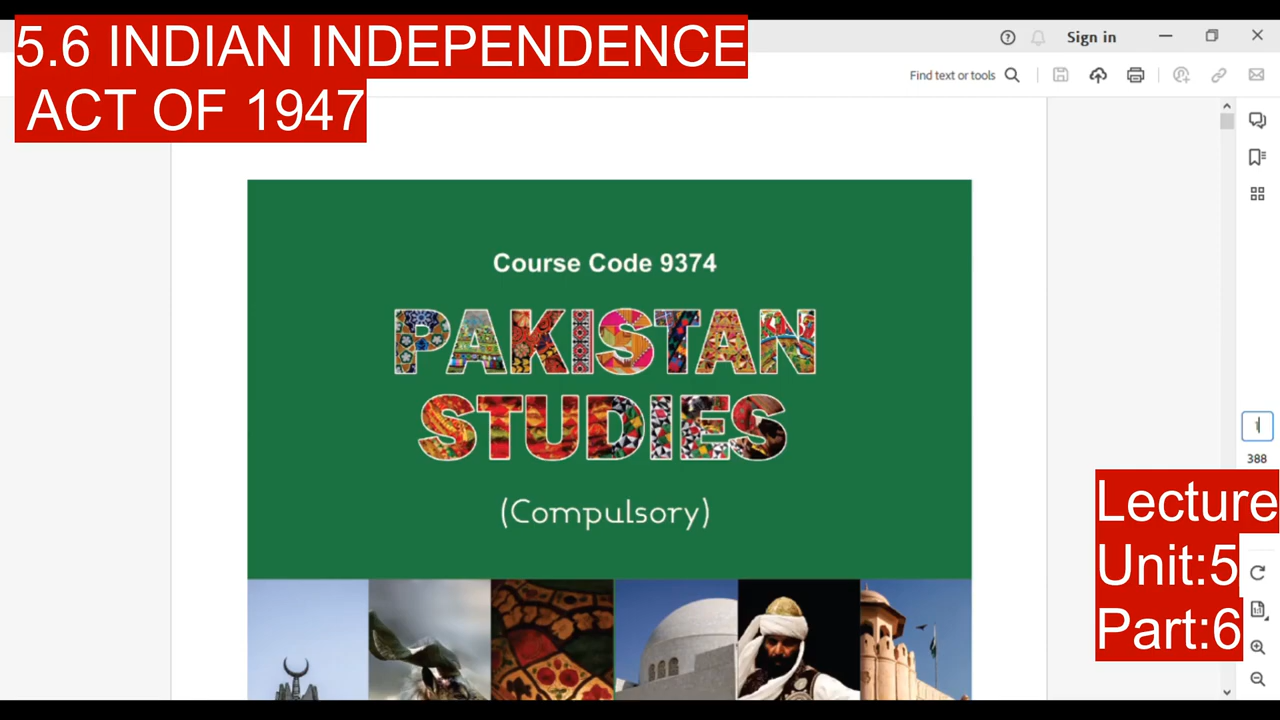 5.6 INDIAN INDEPENDENCE
ACT OF 1947
Sign in
Find text or tools
Course Code 9374
PAKISTAN
STUDIES
(Compulsory)
1
388
Lecture
Unit:5
Part:6